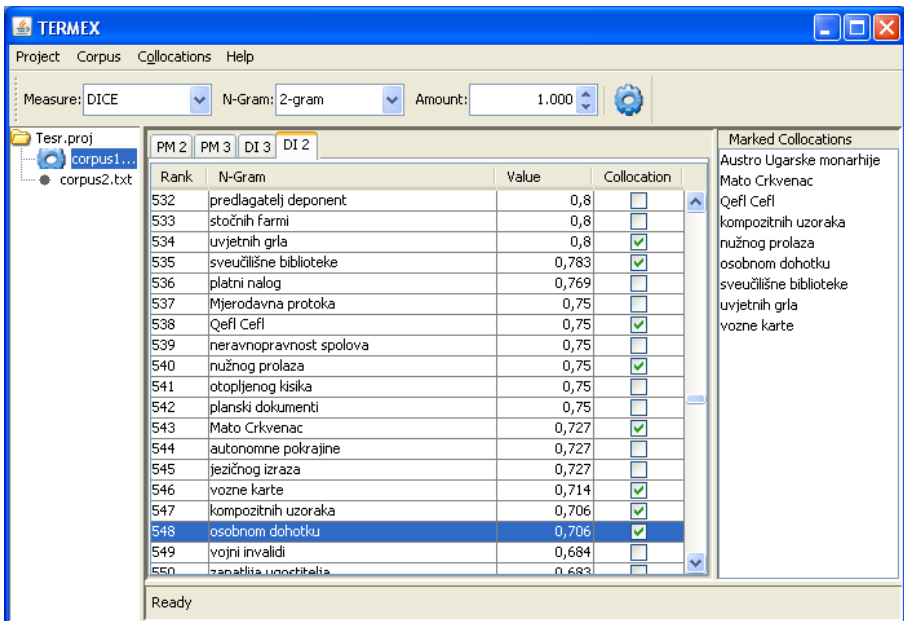 TERMEX
Project Corpus Collocations Help
Measure: DICE N-Gram: 2-gram Amount: 1.000
Tesr.proj
corpus1...
corpus2.txt
PM 2 PM 3 DI 3 DI 2
Rank N-Gram Value Collocation
532 predlagatelj deponent 0,8
533 stočnih farmi 0,8
534 uvjetnih grla 0,8
535 sveučilišne biblioteke 0,783
536 platni nalog 0,769
537 Mjerodavna protoka 0,75
538 Qefl Cefl 0,75
539 neravnopravnost spolova 0,75
540 nužnog prolaza 0,75
541 otopljenog kisika 0,75
542 planski dokumenti 0,75
543 Mato Crkvenac 0,727
544 autonomne pokrajine 0,727
545 jezičnog izraza 0,727
546 vozne karte 0,714
547 kompozitnih uzoraka 0,706
548 osobnom dohotku 0,706
549 vojni invalidi 0,684
550 ugostitelja 0,683
Marked Collocations
Austro Ugarske monarhije
Mato Crkvenac
Qefl Cefl
kompozitnih uzoraka
nužnog prolaza
osobnom dohotku
sveučilišne biblioteke
uvjetnih grla
vozne karte
Ready